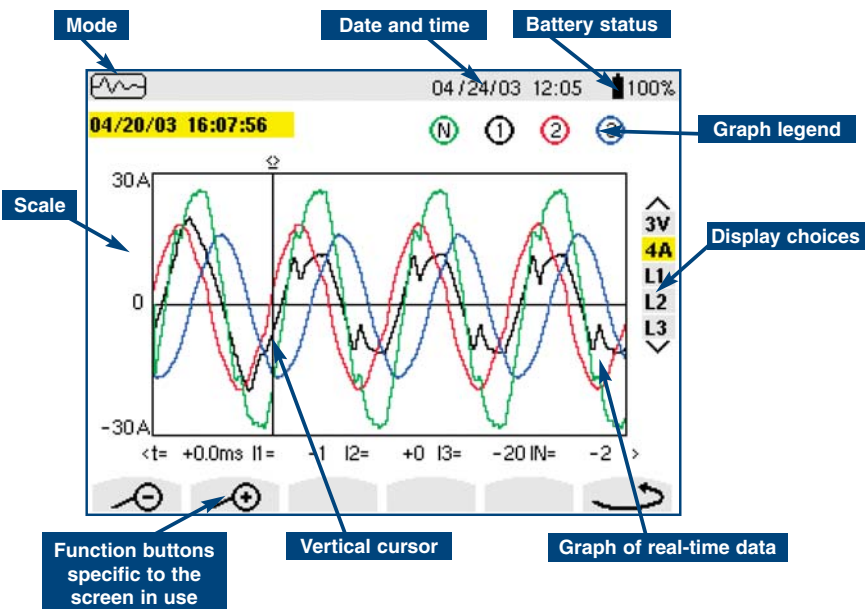 Mode
Date and time
Battery status
04/24/03 12:05 100%
04/20/03 16:07:56
N 1 2 3
Graph legend
30A
Scale
3V
4A
Display choices
L1
0
L2
L3
-30A
<t= +0.0ms I1= -1 I2= +0 I3= -20 IN= -2 >
Function buttons
specific to the
screen in use
Vertical cursor
Graph of real-time data